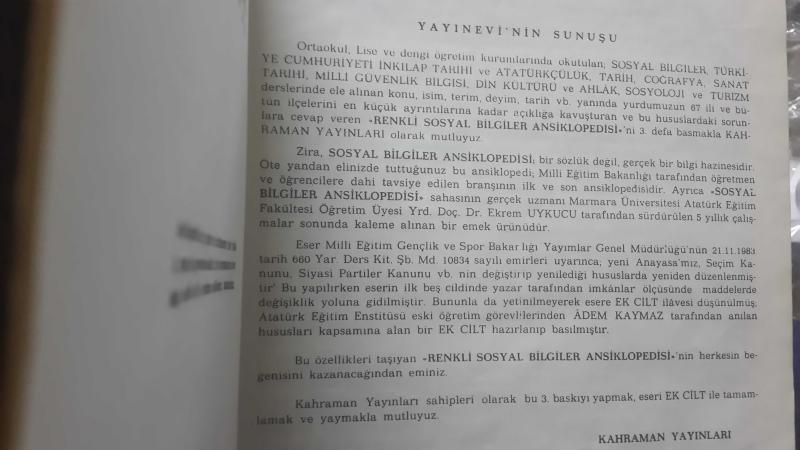 YAYINEVİ'NİN SUNUŞU
Ortaokul, Lise ve dengi öğretim kurumlarında okutulan; SOSYAL BİLGİLER, TÜRKİ-
YE CUMHURİYETİ İNKILAP TARİHİ ve ATATÜRKÇÜLÜK, TARİH, COĞRAFYA, SANAT
TARİHİ, MİLLİ GÜVENLİK BİLGİSİ, DİN KÜLTÜRÜ ve AHLÂK, SOSYOLOJİ ve TURİZM
derslerinde ele alınan konu, isim, terim, deyim, tarih vb. yanında yurdumuzun 67 ili ve bü-
tün ilçelerini en küçük ayrıntılarına kadar açıklığa kavuşturan ve bu hususlardaki sorun-
lara cevap veren «RENKLİ SOSYAL BİLGİLER ANSİKLOPEDİSİ»'ni 3. defa basmakla KAH-
RAMAN YAYINLARI olarak mutluyuz.
Zira, SOSYAL BİLGİLER ANSİKLOPEDİSİ; bir sözlük değil, gerçek bir bilgi hazinesidir.
Öte yandan elinizde tuttuğunuz bu ansiklopedi; Milli Eğitim Bakanlığı tarafından öğretmen
ve öğrencilere dahi tavsiye edilen branşının ilk ve son ansiklopedisidir. Ayrıca «SOSYAL
BİLGİLER ANSİKLOPEDİSİ» sahasının gerçek uzmanı Marmara Üniversitesi Atatürk Eğitim
Fakültesi Öğretim Üyesi Yrd. Doç. Dr. Ekrem UYKUCU tarafından sürdürülen 5 yıllık çalış-
malar sonunda kaleme alınan bir emek ürünüdür.
Eser Milli Eğitim Gençlik ve Spor Bakanlığı Yayımlar Genel Müdürlüğü'nün 21.11.1983
tarih 660 Yar. Ders Kit. Şb. Md. 10834 sayılı emirleri uyarınca; yeni Anayasa'mız, Seçim Ka-
nunu, Siyasi Partiler Kanunu vb. nin değiştirip yenilediği hususlarda yeniden düzenlenmiş-
tir' Bu yapılırken eserin ilk beş cildinde yazar tarafından imkânlar ölçüsünde maddelerde
değişiklik yoluna gidilmiştir. Bununla da yetinilmeyerek esere EK CİLT ilâvesi düşünülmüş;
Atatürk Eğitim Enstitüsü eski öğretim görevlilerinden ÂDEM KAYMAZ tarafından anılan
hususları kapsamına alan bir EK CİLT hazırlanıp basılmıştır.
Bu özellikleri taşıyan «RENKLİ SOSYAL BİLGİLER ANSİKLOPEDİSİ»'nin herkesin be-
ğenisini kazanacağından eminiz.
Kahraman Yayınları sahipleri olarak bu 3. baskıyı yapmak, eseri EK CİLT ile tamam-
lamak ve yaymakla mutluyuz.
KAHRAMAN YAYINLARI